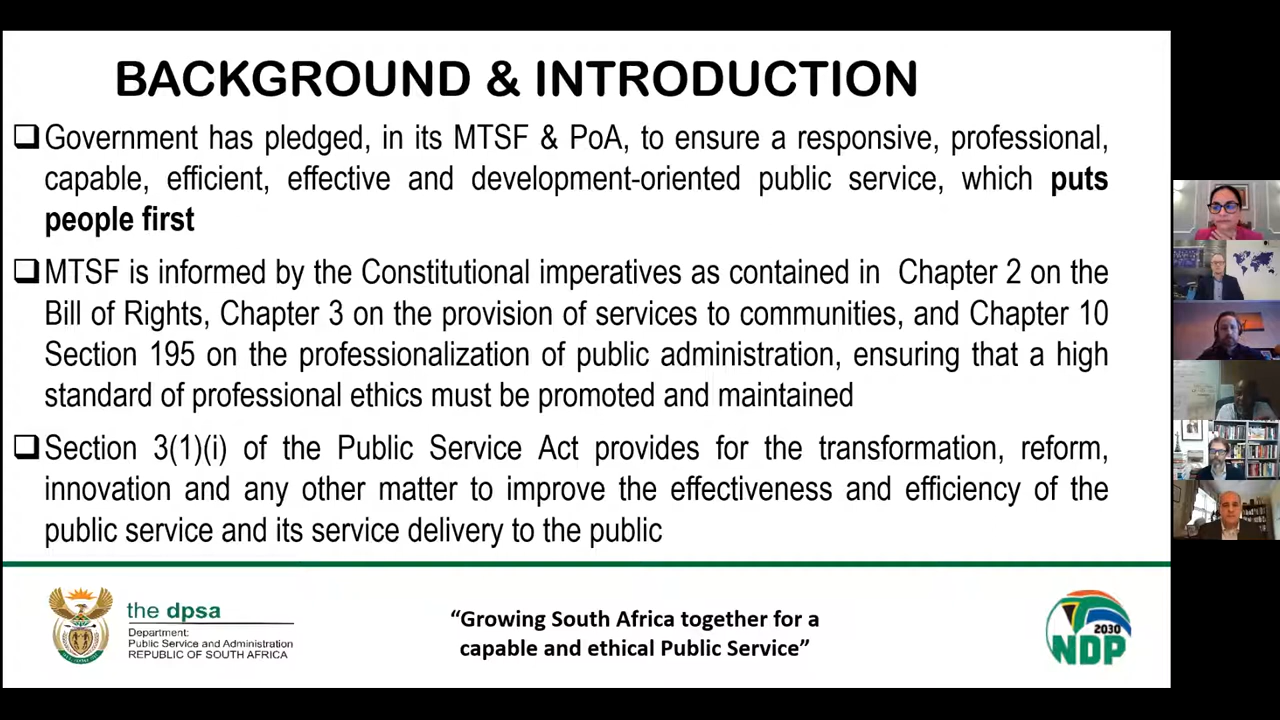 BACKGROUND & INTRODUCTION
Government has pledged, in its MTSF & PoA, to ensure a responsive, professional,
capable, efficient, effective and development-oriented public service, which puts
people first
MTSF is informed by the Constitutional imperatives as contained in Chapter 2 on the
Bill of Rights, Chapter 3 on the provision of services to communities, and Chapter 10
Section 195 on the professionalization of public administration, ensuring that a high
standard of professional ethics must be promoted and maintained
Section 3(1)(i) of the Public Service Act provides for the transformation, reform,
innovation and any other matter to improve the effectiveness and efficiency of the
public service and its service delivery to the public
the dpsa
Department:
Public Service and Administration
REPUBLIC OF SOUTH AFRICA
“Growing South Africa together for a
capable and ethical Public Service”
2030
NDP